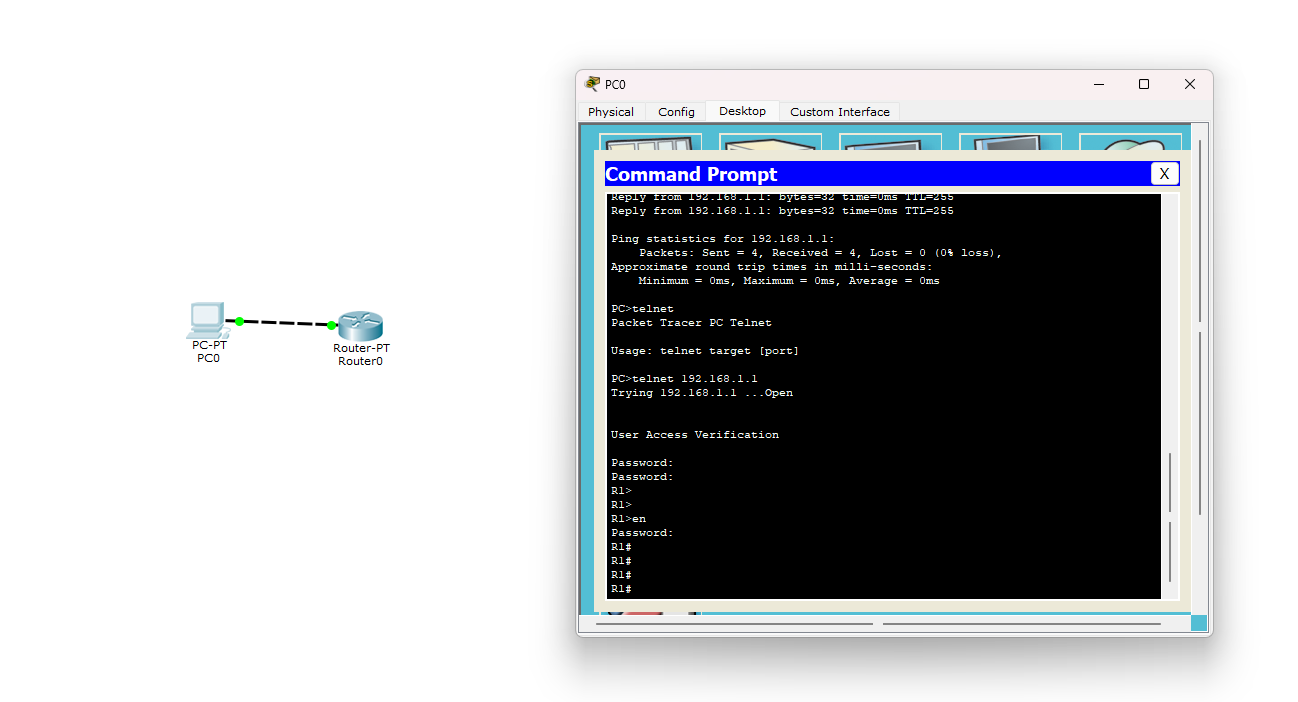 PC-PT
PC0
Router-PT
Router0
PC0
Physical Config Desktop Custom Interface
Command Prompt X
Reply from 192.168.1.1: bytes=32 time=0ms TTL=255
Reply from 192.168.1.1: bytes=32 time=0ms TTL=255
Ping statistics for 192.168.1.1:
Packets: Sent = 4, Received = 4, Lost = 0 (0% loss),
Approximate round trip times in milli-seconds:
Minimum = 0ms, Maximum = 0ms, Average = 0ms
PC>telnet
Packet Tracer PC Telnet
Usage: telnet target [port]
PC>telnet 192.168.1.1
Trying 192.168.1.1 ...Open
User Access Verification
Password:
Password:
R1>
R1>
R1>en
Password:
R1#
R1#
R1#
R1#